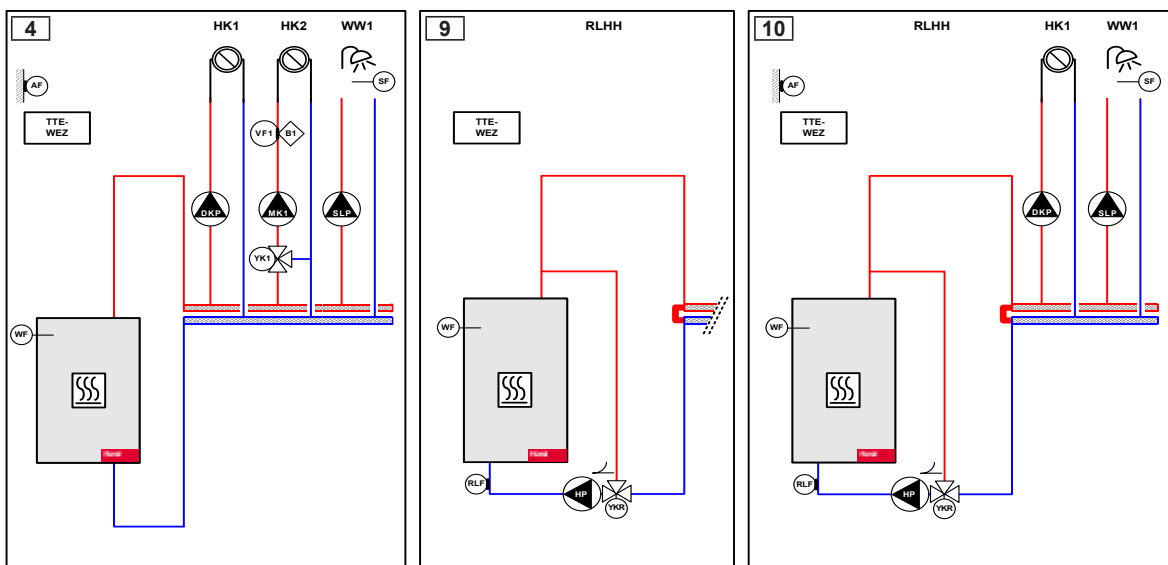 4
HK1
HK2
WW1
AF
SF
TTE-
WEZ
VF1
B1
DKP
MK1
SLP
YK1
WF
9
RLHH
TTE-
WEZ
WF
RLF
HP
YKR
10
RLHH
HK1
WW1
AF
SF
TTE-
WEZ
DKP
SLP
WF
RLF
HP
YKR